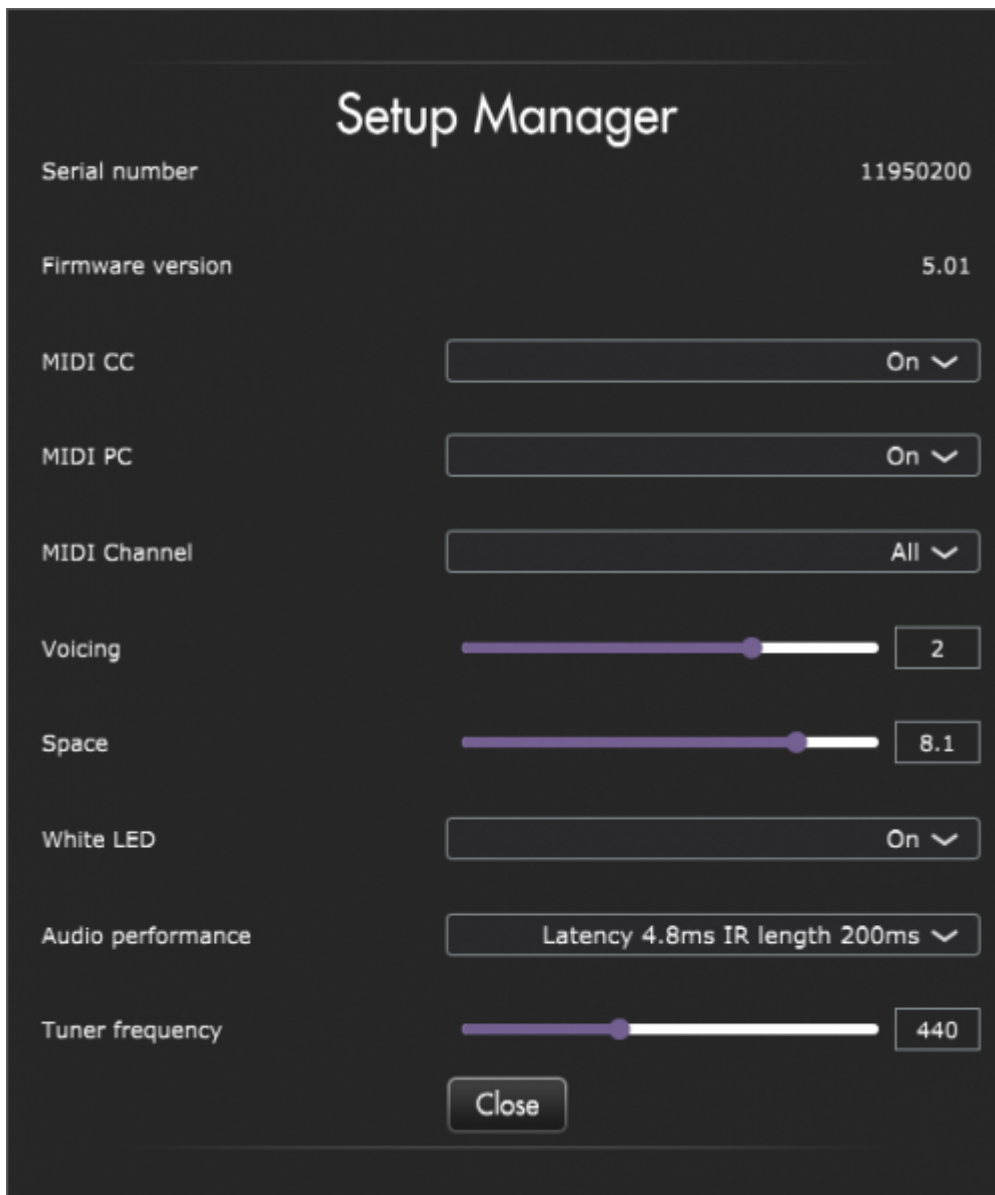 Setup Manager
Serial number 11950200
Firmware version 5.01
MIDI CC On
MIDI PC On
MIDI Channel All
Voicing 2
Space 8.1
White LED On
Audio performance Latency 4.8ms IR length 200ms
Tuner frequency 440
Close